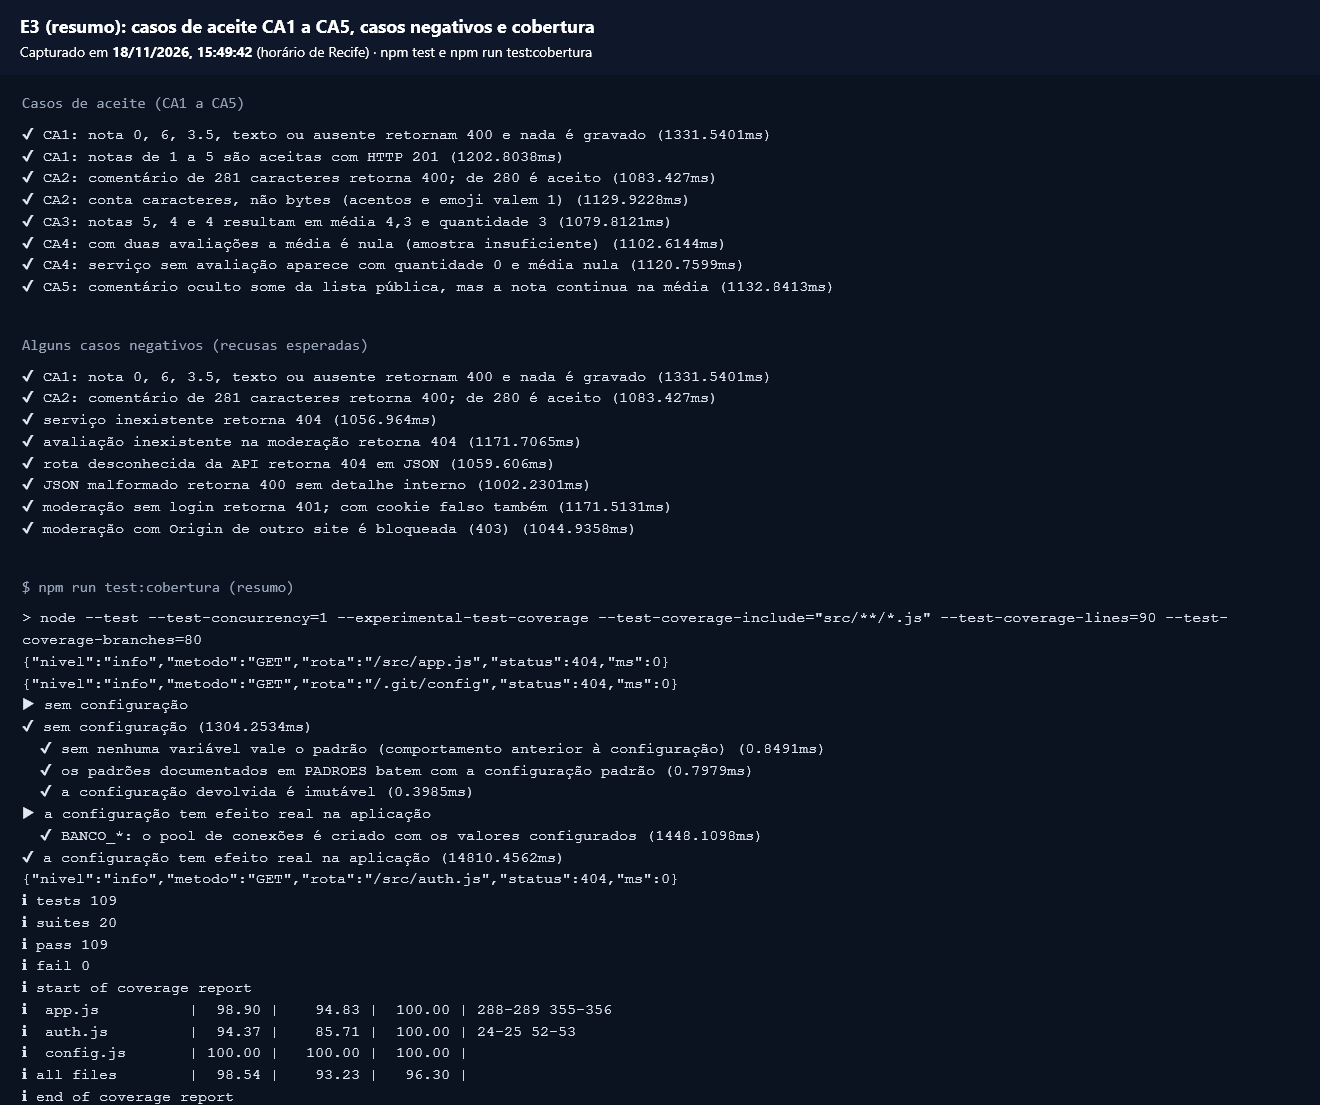 E3 (resumo): casos de aceite CA1 a CA5, casos negativos e cobertura
Capturado em 18/11/2026, 15:49:42 (horário de Recife) · npm test e npm run test:cobertura
Casos de aceite (CA1 a CA5)
✔ CA1: nota 0, 6, 3.5, texto ou ausente retornam 400 e nada é gravado (1331.5401ms)
✔ CA1: notas de 1 a 5 são aceitas com HTTP 201 (1202.8038ms)
✔ CA2: comentário de 281 caracteres retorna 400; de 280 é aceito (1083.427ms)
✔ CA2: conta caracteres, não bytes (acentos e emoji valem 1) (1129.9228ms)
✔ CA3: notas 5, 4 e 4 resultam em média 4,3 e quantidade 3 (1079.8121ms)
✔ CA4: com duas avaliações a média é nula (amostra insuficiente) (1102.6144ms)
✔ CA4: serviço sem avaliação aparece com quantidade 0 e média nula (1120.7599ms)
✔ CA5: comentário oculto some da lista pública, mas a nota continua na média (1132.8413ms)
Alguns casos negativos (recusas esperadas)
✔ CA1: nota 0, 6, 3.5, texto ou ausente retornam 400 e nada é gravado (1331.5401ms)
✔ CA2: comentário de 281 caracteres retorna 400; de 280 é aceito (1083.427ms)
✔ serviço inexistente retorna 404 (1056.964ms)
✔ avaliação inexistente na moderação retorna 404 (1171.7065ms)
✔ rota desconhecida da API retorna 404 em JSON (1059.606ms)
✔ JSON malformado retorna 400 sem detalhe interno (1002.2301ms)
✔ moderação sem login retorna 401; com cookie falso também (1171.5131ms)
✔ moderação com Origin de outro site é bloqueada (403) (1044.9358ms)
$ npm run test:cobertura (resumo)
> node --test --test-concurrency=1 --experimental-test-coverage --test-coverage-include="src/**/*.js" --test-coverage-lines=90 --test-
coverage-branches=80
{"nivel":"info","metodo":"GET","rota":"/src/app.js","status":404,"ms":0}
{"nivel":"info","metodo":"GET","rota":"/.git/config","status":404,"ms":0}
▶ sem configuração
✔ sem configuração (1304.2534ms)
✔ sem nenhuma variável vale o padrão (comportamento anterior à configuração) (0.8491ms)
✔ os padrões documentados em PADROES batem com a configuração padrão (0.7979ms)
✔ a configuração devolvida é imutável (0.3985ms)
▶ a configuração tem efeito real na aplicação
✔ BANCO_*: o pool de conexões é criado com os valores configurados (1448.1098ms)
✔ a configuração tem efeito real na aplicação (14810.4562ms)
{"nivel":"info","metodo":"GET","rota":"/src/auth.js","status":404,"ms":0}
ℹ tests 109
ℹ suites 20
ℹ pass 109
ℹ fail 0
ℹ start of coverage report
ℹ  app.js          |  98.90 |    94.83 |  100.00 | 288-289 355-356
ℹ  auth.js         |  94.37 |    85.71 |  100.00 | 24-25 52-53
ℹ  config.js       | 100.00 |   100.00 |  100.00 |
ℹ all files        |  98.54 |    93.23 |   96.30 |
ℹ end of coverage report